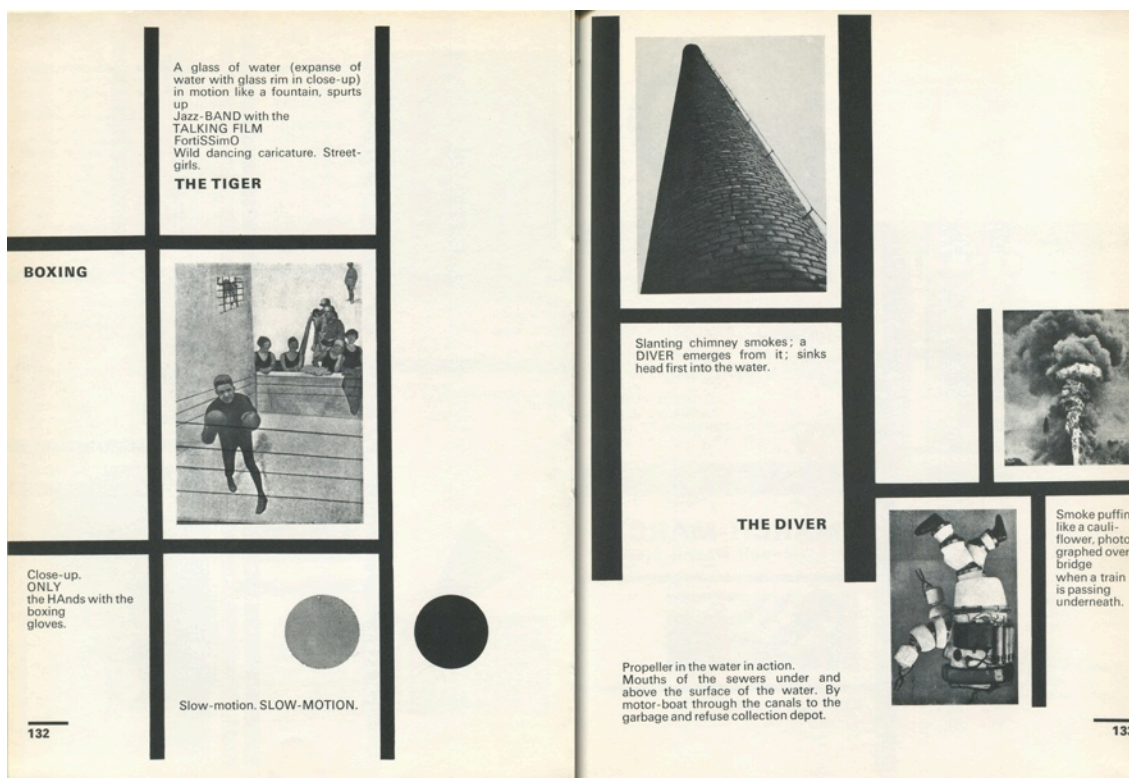 A glass of water (expanse of
water with glass rim in close-up)
in motion like a fountain, spurts
up
Jazz-BAND with the
TALKING FILM
FortiSSimO
Wild dancing caricature. Street-
girls.
THE TIGER
BOXING
Close-up.
ONLY
the HAnds with the
boxing
gloves.
Slow-motion. SLOW-MOTION.
132
Slanting chimney smokes; a
DIVER emerges from it; sinks
head first into the water.
THE DIVER
Smoke puffin
like a cauli-
flower, photo
graphed over
bridge
when a train
is passing
underneath.
Propeller in the water in action.
Mouths of the sewers under and
above the surface of the water. By
motor-boat through the canals to the
garbage and refuse collection depot.
133